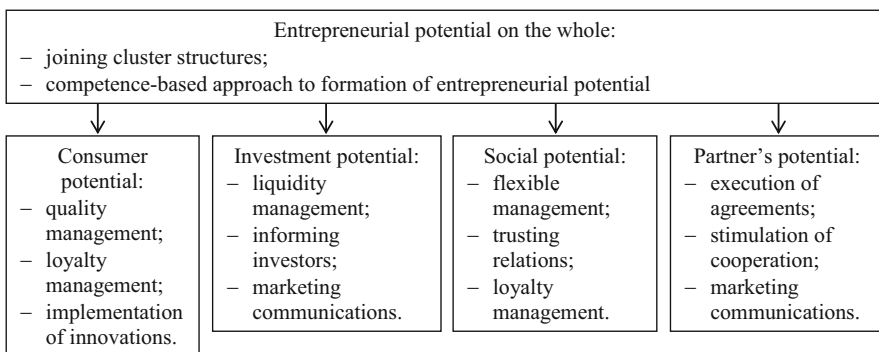 Entrepreneurial potential on the whole:
– joining cluster structures;
– competence-based approach to formation of entrepreneurial potential
Consumer
potential:
– quality
management;
– loyalty
management;
– implementation
of innovations.
Investment potential:
– liquidity
management;
– informing
investors;
– marketing
communications.
Social potential:
– flexible
management;
– trusting
relations;
– loyalty
management.
Partner’s potential:
– execution of
agreements;
– stimulation of
cooperation;
– marketing
communications.